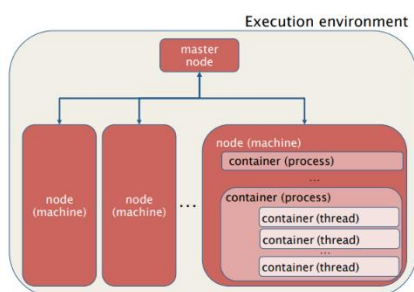 Execution environment
master
node
node
(machine)
node
(machine)
...
node (machine)
container (process)
...
container (process)
container (thread)
container (thread)
...
container (thread)